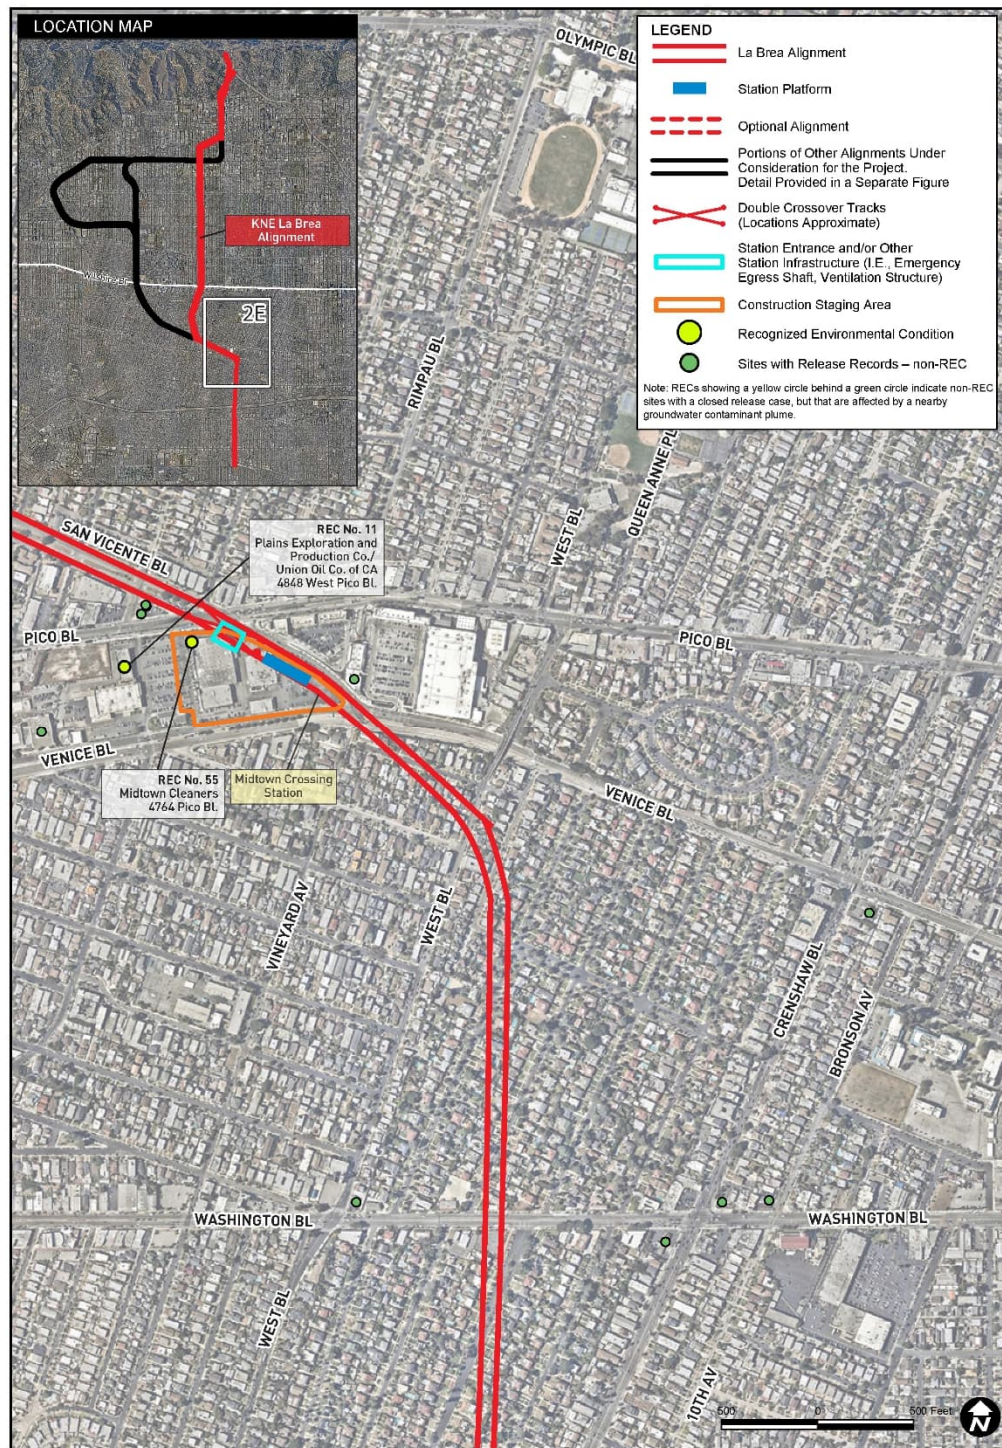 LOCATION MAP
KNE La Brea
Alignment
Wilshire Bl
2E
LEGEND
La Brea Alignment
Station Platform
Optional Alignment
Portions of Other Alignments Under
Consideration for the Project.
Detail Provided in a Separate Figure
Double Crossover Tracks
(Locations Approximate)
Station Entrance and/or Other
Station Infrastructure (I.E., Emergency
Egress Shaft, Ventilation Structure)
Construction Staging Area
Recognized Environmental Condition
Sites with Release Records – non-REC
Note: RECs showing a yellow circle behind a green circle indicate non-REC
sites with a closed release case, but that are affected by a nearby
groundwater contaminant plume.
OLYMPIC BL
RIMPAU BL
QUEEN ANNE PL
WEST BL
SAN VICENTE BL
REC No. 11
Plains Exploration and
Production Co./
Union Oil Co. of CA
4848 West Pico Bl.
PICO BL
PICO BL
VENICE BL
REC No. 55
Midtown Cleaners
4764 Pico Bl.
Midtown Crossing
Station
VENICE BL
VINEYARD AV
WEST BL
CRENSHAW BL
BRONSON AV
WASHINGTON BL
WASHINGTON BL
WEST BL
10TH AV
500
0
500 Feet
N